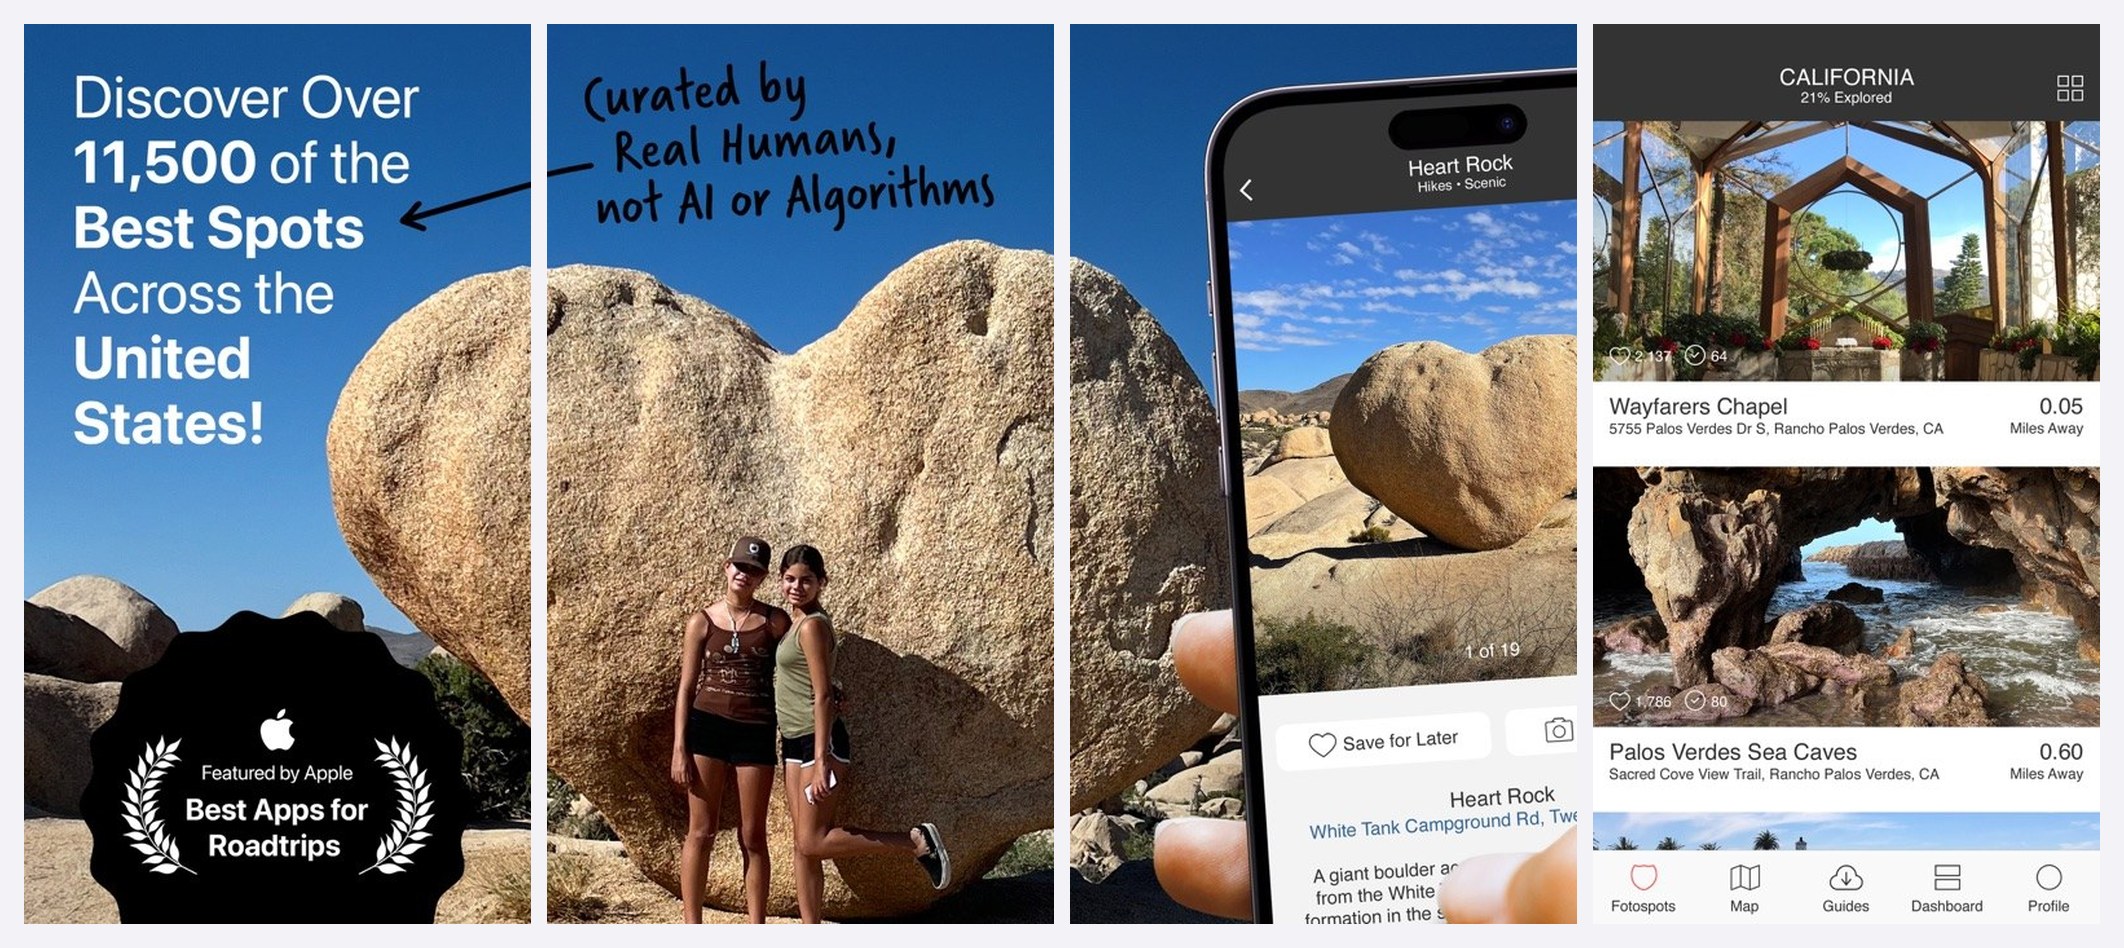 Discover Over
11,500 of the
Best Spots
Across the
United
States!
Featured by Apple
Best Apps for
Roadtrips
Curated by
Real Humans,
not AI or Algorithms
Heart Rock
Hikes • Scenic
1 of 19
Save for Later
Heart Rock
White Tank Campground Rd, Twe
A giant boulder
from the White
formation in the
CALIFORNIA
21% Explored
2,137 64
Wayfarers Chapel
0.05
5755 Palos Verdes Dr S, Rancho Palos Verdes, CA
Miles Away
1,786 80
Palos Verdes Sea Caves
0.60
Sacred Cove View Trail, Rancho Palos Verdes, CA
Miles Away
Fotospots
Map
Guides
Dashboard
Profile